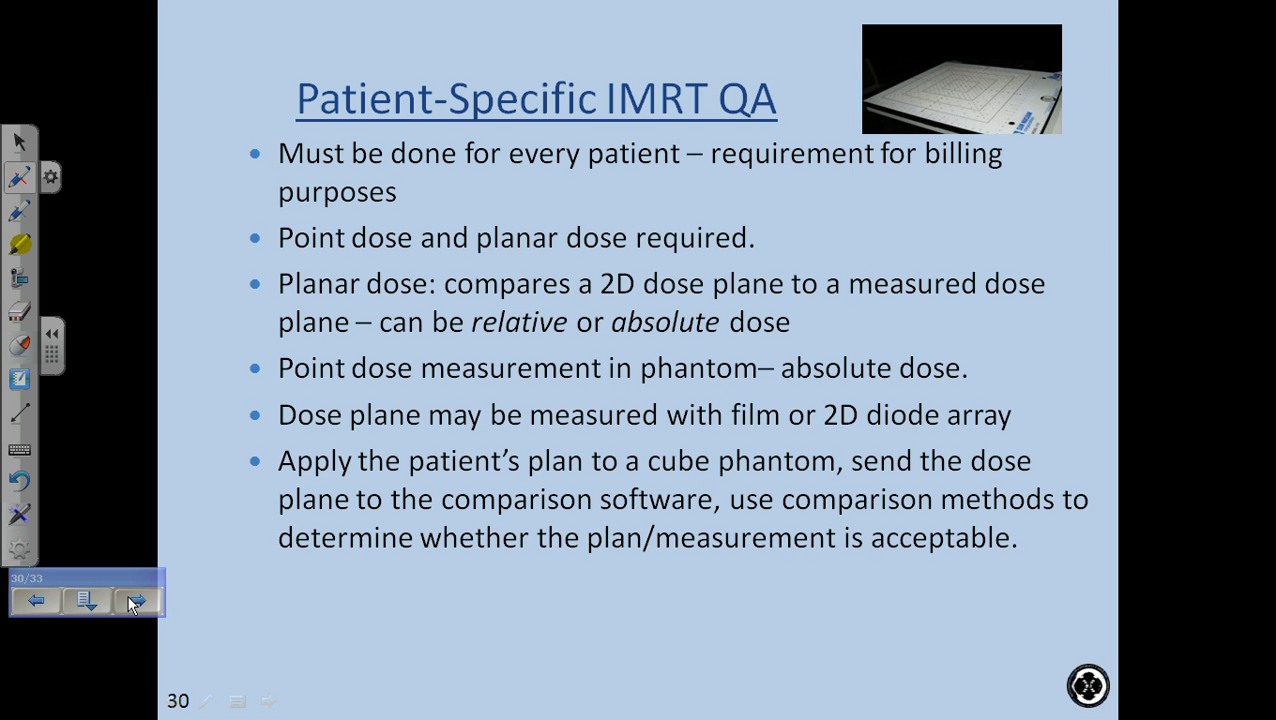 Patient-Specific IMRT QA
• Must be done for every patient – requirement for billing
purposes
• Point dose and planar dose required.
• Planar dose: compares a 2D dose plane to a measured dose
plane – can be relative or absolute dose
• Point dose measurement in phantom– absolute dose.
• Dose plane may be measured with film or 2D diode array
• Apply the patient’s plan to a cube phantom, send the dose
plane to the comparison software, use comparison methods to
determine whether the plan/measurement is acceptable.
30/33
30